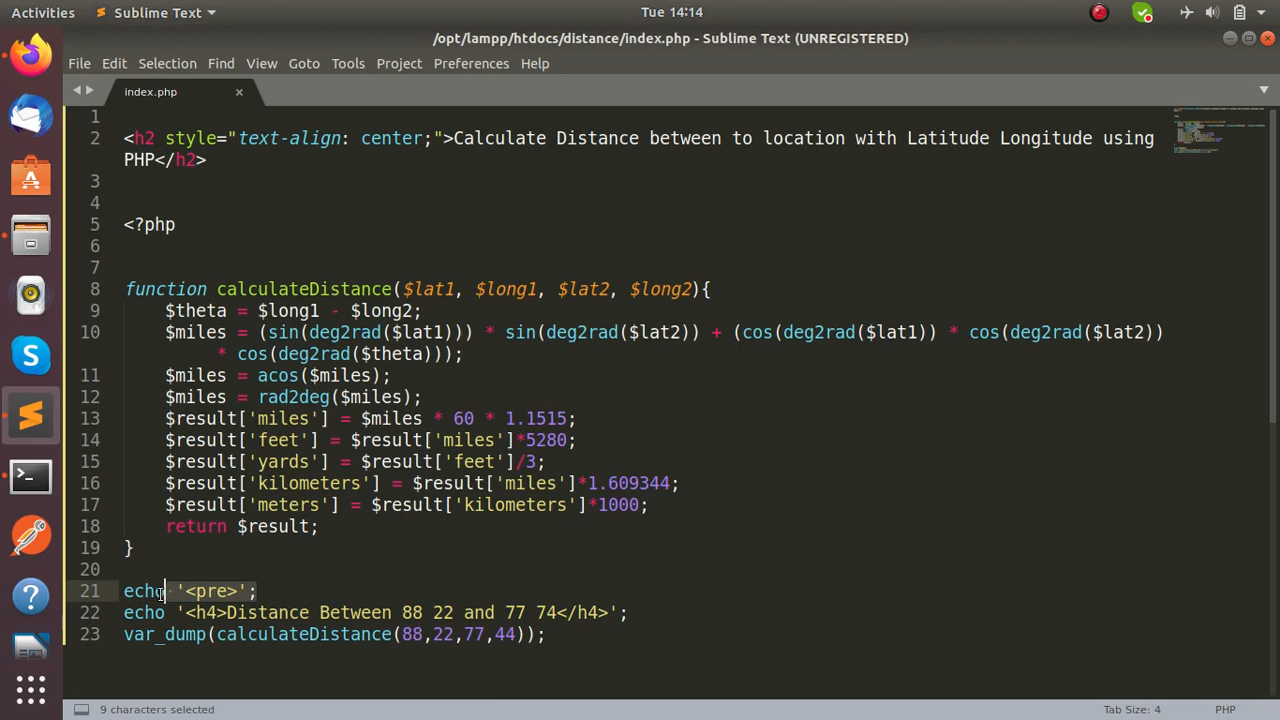 Activities
Sublime Text
Tue 14:14
/opt/lampp/htdocs/distance/index.php - Sublime Text (UNREGISTERED)
File Edit Selection Find View Goto Tools Project Preferences Help
index.php
1
2 <h2 style="text-align: center;">Calculate Distance between to location with Latitude Longitude using
PHP</h2>
3
4
5 <?php
6
7
8 function calculateDistance($lat1, $long1, $lat2, $long2){
9 $theta = $long1 - $long2;
10 $miles = (sin(deg2rad($lat1))) * sin(deg2rad($lat2)) + (cos(deg2rad($lat1)) * cos(deg2rad($lat2))
* cos(deg2rad($theta)));
11 $miles = acos($miles);
12 $miles = rad2deg($miles);
13 $result['miles'] = $miles * 60 * 1.1515;
14 $result['feet'] = $result['miles']*5280;
15 $result['yards'] = $result['feet']/3;
16 $result['kilometers'] = $result['miles']*1.609344;
17 $result['meters'] = $result['kilometers']*1000;
18 return $result;
19 }
20
21 echo '<pre>';
22 echo '<h4>Distance Between 88 22 and 77 74</h4>';
23 var_dump(calculateDistance(88,22,77,44));
9 characters selected
Tab Size: 4
PHP